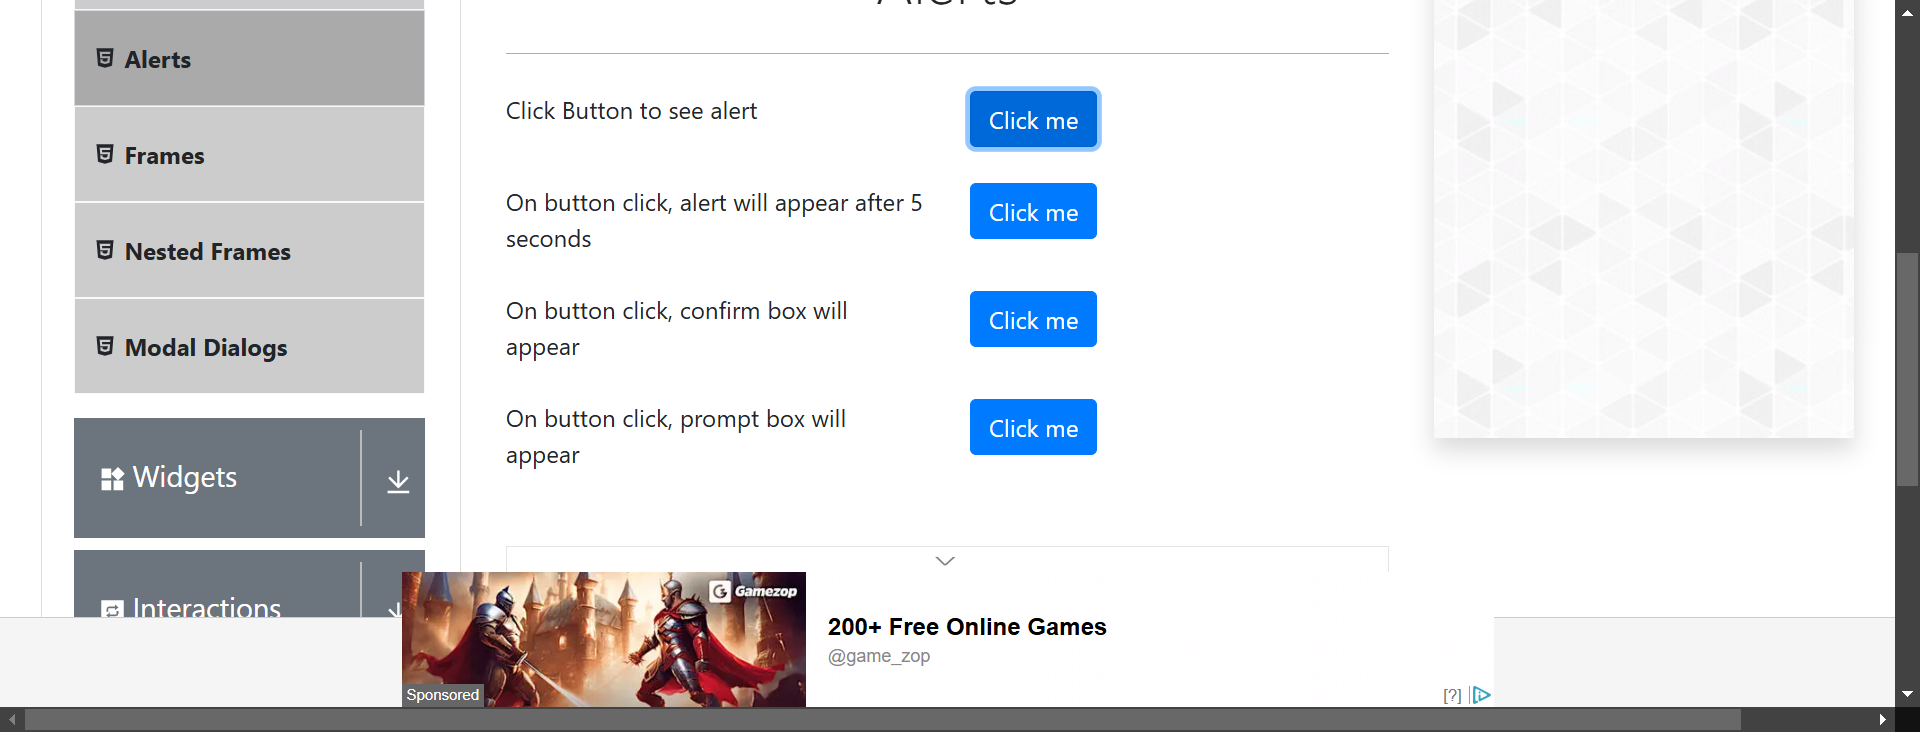 Alerts
Alerts
Frames
Nested Frames
Modal Dialogs
Widgets
Interactions
Click Button to see alert
Click me
On button click, alert will appear after 5
seconds
Click me
On button click, confirm box will
appear
Click me
On button click, prompt box will
appear
Click me
G Gamezop
Sponsored
200+ Free Online Games
@game_zop
[?]